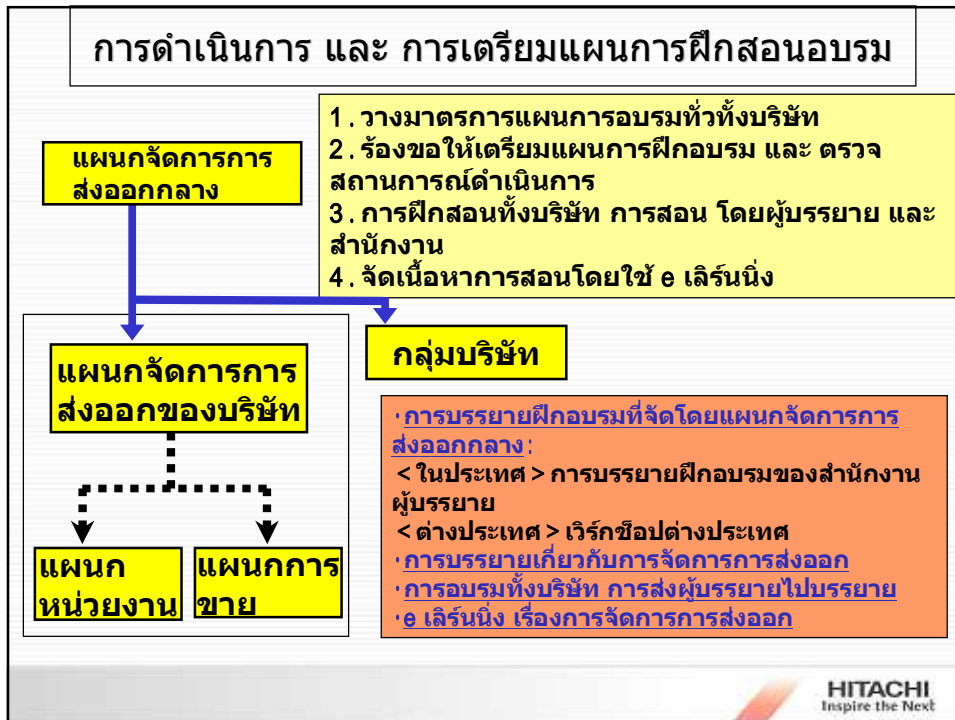 การดำเนินการ และ การเตรียมแผนการฝึกสอนอบรม
แผนกจัดการการ
ส่งออกกลาง
1.วางมาตรการแผนการอบรมทั่วทั้งบริษัท
2.ร้องขอให้เตรียมแผนการฝึกอบรม และ ตรวจ
สถานการณ์ดำเนินการ
3.การฝึกสอนทั้งบริษัท การสอน โดยผู้บรรยาย และ
สำนักงาน
4.จัดเนื้อหาการสอนโดยใช้ e เลิร์นนิ่ง
แผนกจัดการการ
ส่งออกของบริษัท
กลุ่มบริษัท
แผนก
หน่วยงาน
แผนกการ
ขาย
·การบรรยายฝึกอบรมที่จัดโดยแผนกจัดการการ
ส่งออกกลาง:
<ในประเทศ>การบรรยายฝึกอบรมของสำนักงาน
ผู้บรรยาย
<ต่างประเทศ>เวิร์กช็อปต่างประเทศ
·การบรรยายเกี่ยวกับการจัดการการส่งออก
·การอบรมทั้งบริษัท การส่งผู้บรรยายไปบรรยาย
·e เลิร์นนิ่ง เรื่องการจัดการการส่งออก
HITACHI
Inspire the Next